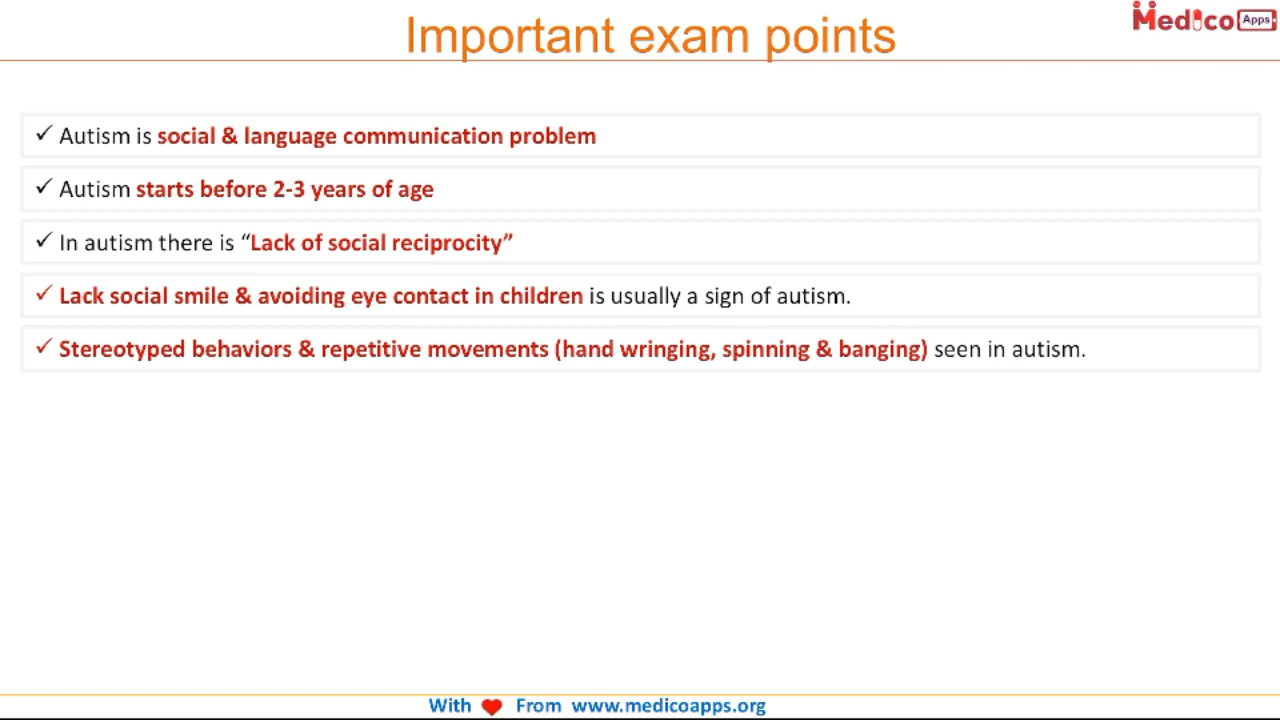 Important exam points
Medico Apps
✓ Autism is social & language communication problem
✓ Autism starts before 2-3 years of age
✓ In autism there is “Lack of social reciprocity”
✓ Lack social smile & avoiding eye contact in children is usually a sign of autism.
✓ Stereotyped behaviors & repetitive movements (hand wringing, spinning & banging) seen in autism.
With ❤ From www.medicoapps.org